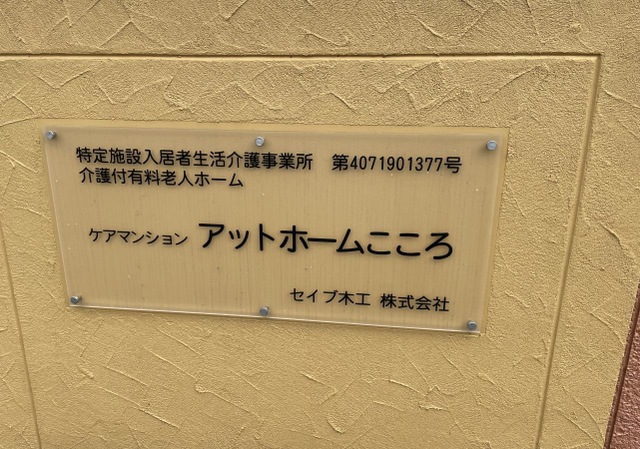 特定施設入居者生活介護事業所　第4071901377号
介護付有料老人ホーム
ケアマンション アットホームこころ
セイブ木工 株式会社